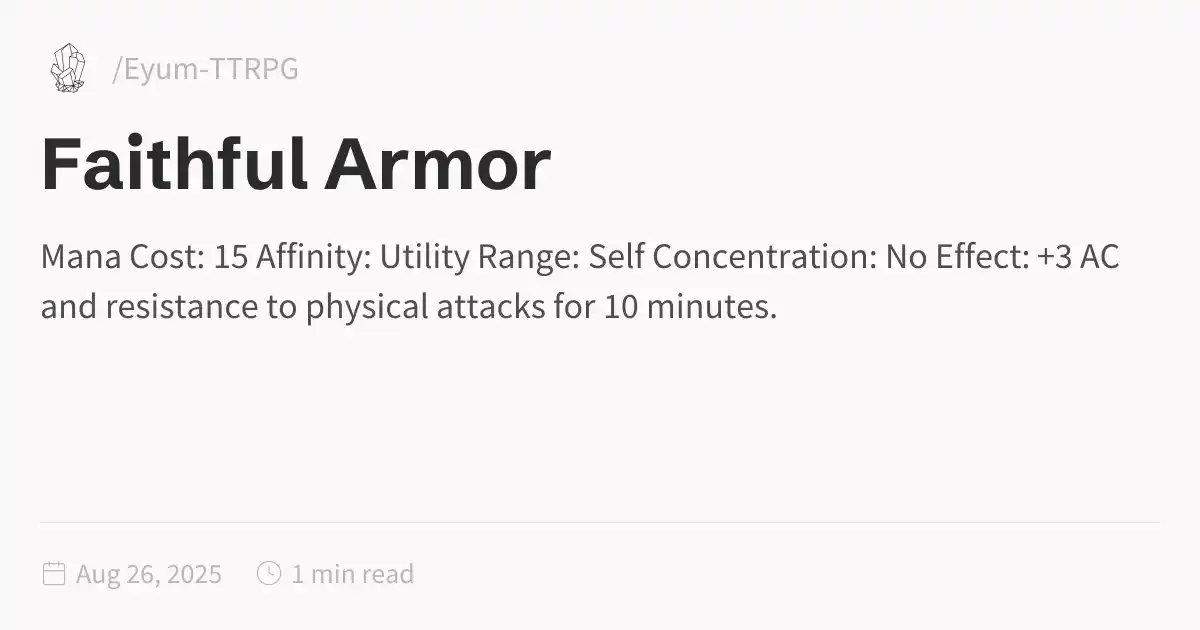 /Eyum-TTRPG
Faithful Armor
Mana Cost: 15 Affinity: Utility Range: Self Concentration: No Effect: +3 AC
and resistance to physical attacks for 10 minutes.
Aug 26, 2025 1 min read